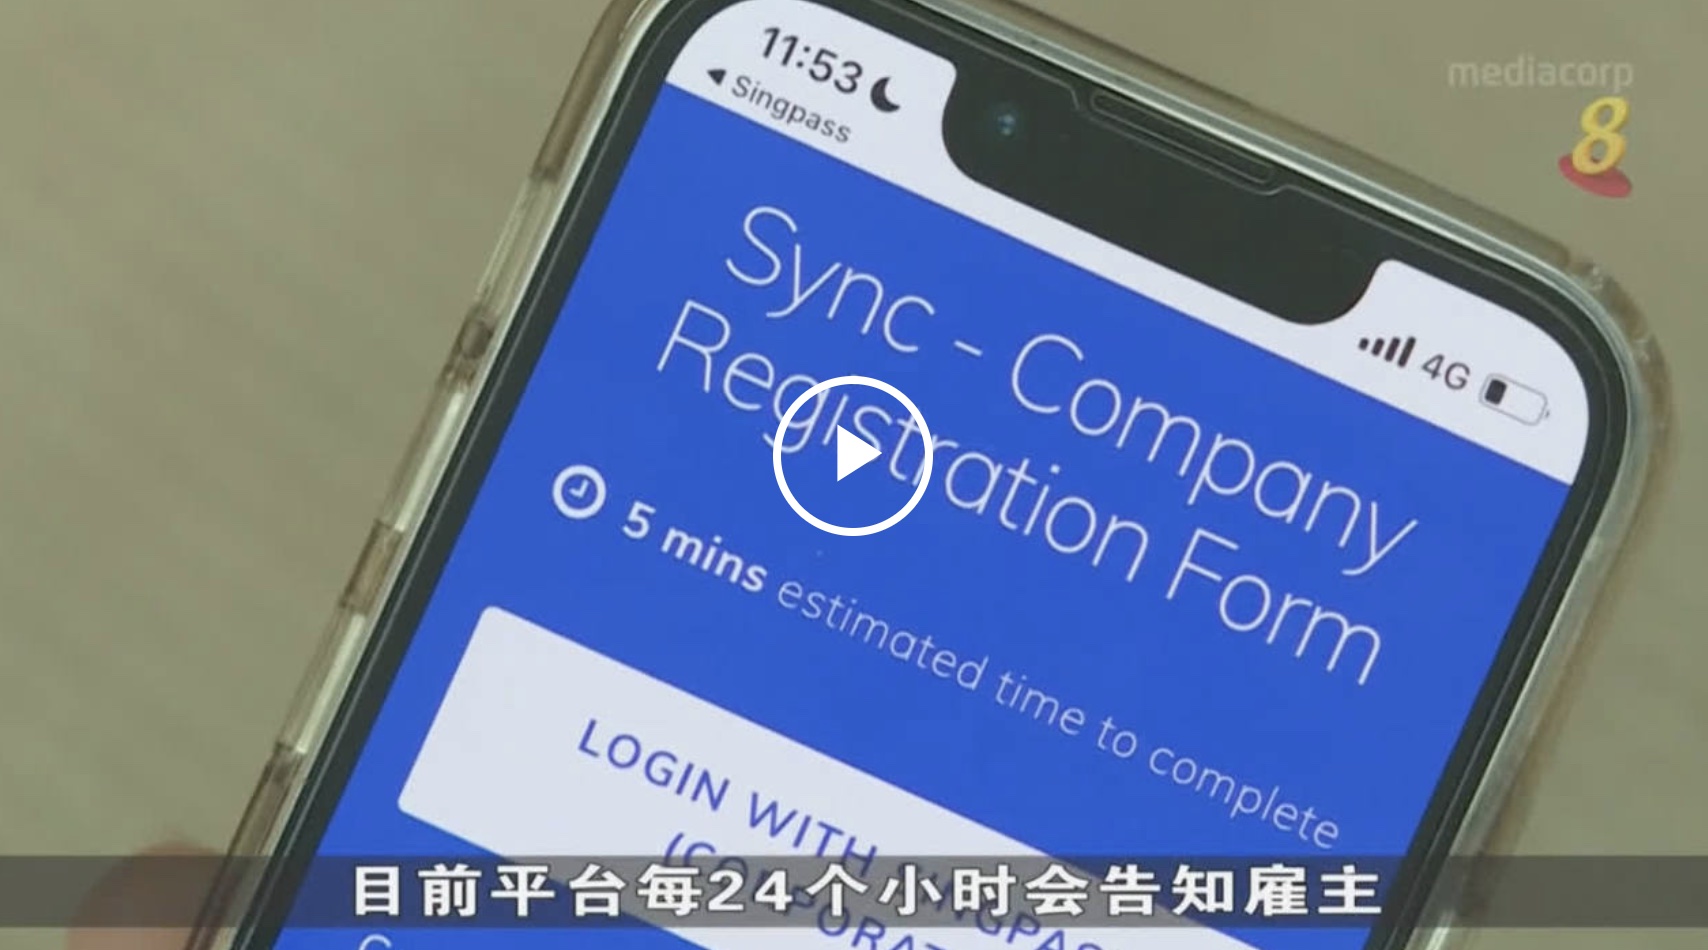 mediacorp
8
11:53
Singpass
4G
Sync - Company
Registration Form
5 mins estimated time to complete
LOGIN WITH SINGPASS
目前平台每24个小时会告知雇主